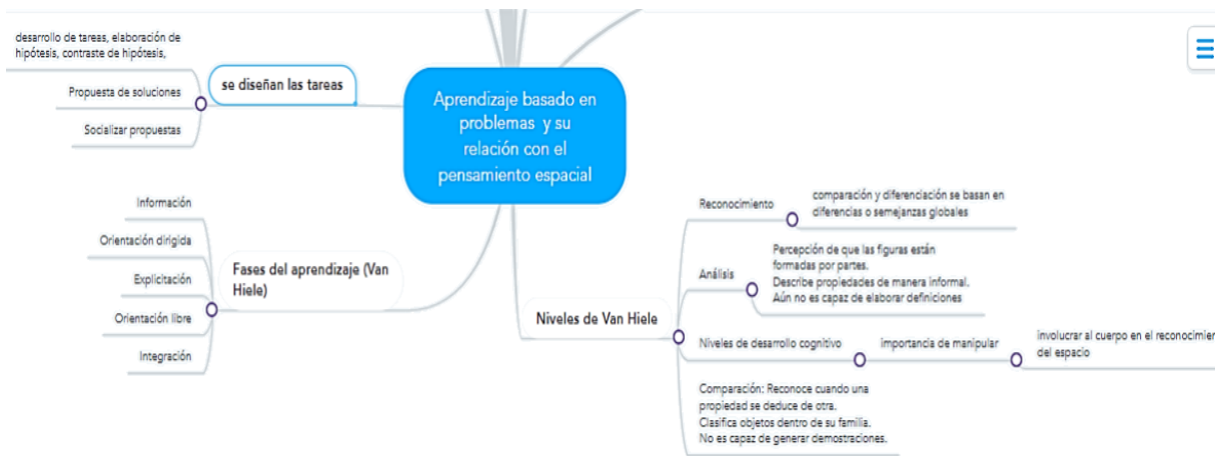 desarrollo de tareas, elaboración de
hipótesis, contraste de hipótesis,
Propuesta de soluciones
Socializar propuestas
se diseñan las tareas
Aprendizaje basado en
problemas y su
relación con el
pensamiento espacial
Información
Orientación dirigida
Explicitación
Orientación libre
Integración
Fases del aprendizaje (Van
Hiele)
Niveles de Van Hiele
Reconocimiento
comparación y diferenciación se basan en
diferencias o semejanzas globales
Análisis
Percepción de que las figuras están
formadas por partes.
Describe propiedades de manera informal.
Aún no es capaz de elaborar definiciones
Niveles de desarrollo cognitivo
importancia de manipular
involucrar al cuerpo en el reconocimien
del espacio
Comparación: Reconoce cuando una
propiedad se deduce de otra.
Clasifica objetos dentro de su familia.
No es capaz de generar demostraciones.